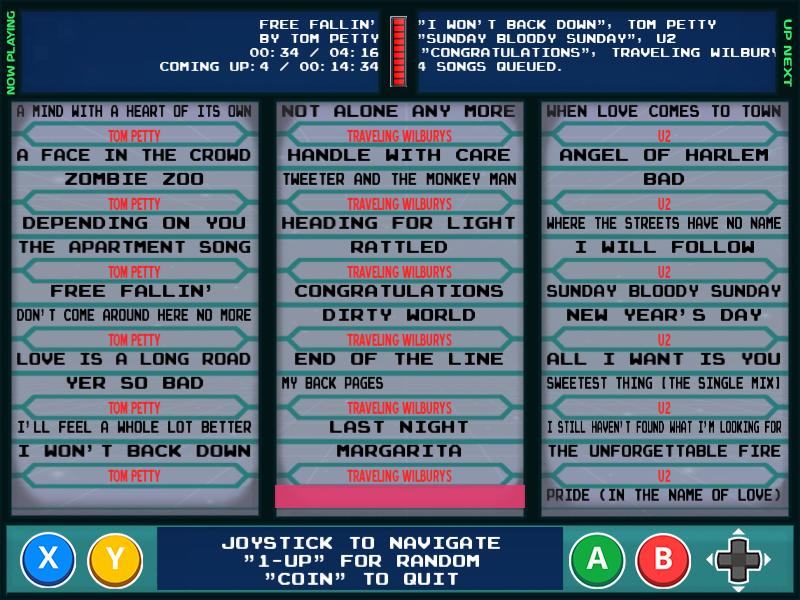 NOW PLAYING
FREE FALLIN'
BY TOM PETTY
00:34 / 04:16
COMING UP:4 / 00:14:34
"I WON'T BACK DOWN", TOM PETTY
"SUNDAY BLOODY SUNDAY", U2
"CONGRATULATIONS", TRAVELING WILBURY
4 SONGS QUEUED.
UP NEXT
A MIND WITH A HEART OF ITS OWN
TOM PETTY
A FACE IN THE CROWD
ZOMBIE ZOO
TOM PETTY
DEPENDING ON YOU
THE APARTMENT SONG
TOM PETTY
FREE FALLIN'
DON'T COME AROUND HERE NO MORE
TOM PETTY
LOVE IS A LONG ROAD
YER SO BAD
TOM PETTY
I'LL FEEL A WHOLE LOT BETTER
I WON'T BACK DOWN
TOM PETTY
NOT ALONE ANY MORE
TRAVELING WILBURYS
HANDLE WITH CARE
TWEETER AND THE MONKEY MAN
TRAVELING WILBURYS
HEADING FOR LIGHT
RATTLED
TRAVELING WILBURYS
CONGRATULATIONS
DIRTY WORLD
TRAVELING WILBURYS
END OF THE LINE
MY BACK PAGES
TRAVELING WILBURYS
LAST NIGHT
MARGARITA
TRAVELING WILBURYS
WHEN LOVE COMES TO TOWN
U2
ANGEL OF HARLEM
BAD
U2
WHERE THE STREETS HAVE NO NAME
I WILL FOLLOW
U2
SUNDAY BLOODY SUNDAY
NEW YEAR'S DAY
U2
ALL I WANT IS YOU
SWEETEST THING [THE SINGLE MIX]
U2
I STILL HAVEN'T FOUND WHAT I'M LOOKING FOR
THE UNFORGETTABLE FIRE
U2
PRIDE (IN THE NAME OF LOVE)
X
Y
JOYSTICK TO NAVIGATE
"1-UP" FOR RANDOM
"COIN" TO QUIT
A
B